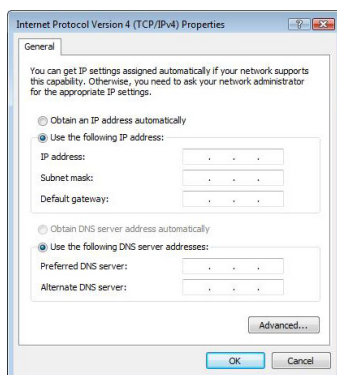 Internet Protocol Version 4 (TCP/IPv4) Properties
General
You can get IP settings assigned automatically if your network supports
this capability. Otherwise, you need to ask your network administrator
for the appropriate IP settings.
Obtain an IP address automatically
Use the following IP address:
IP address:
Subnet mask:
Default gateway:
Obtain DNS server address automatically
Use the following DNS server addresses:
Preferred DNS server:
Alternate DNS server:
Advanced...
OK Cancel